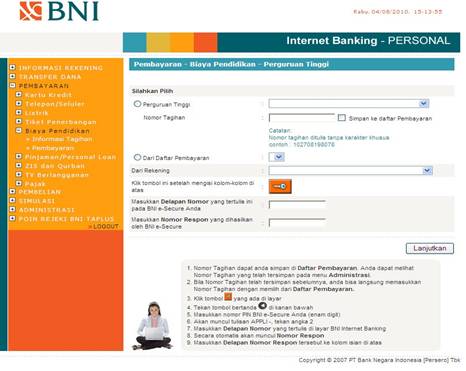 BNI
Rabu, 04/08/2010, 15:13:55
Internet Banking - PERSONAL
INFORMASI REKENING
TRANSFER DANA
PEMBAYARAN
Kartu Kredit
Telepon/Seluler
Listrik
Tiket Penerbangan
Biaya Pendidikan
Informasi Tagihan
Pembayaran
Pinjaman/Personal Loan
ZIS dan Qurban
TV Berlangganan
Pajak
PEMBELIAN
SIMULASI
ADMINISTRASI
POIN REJEKI BNI TAPLUS
>LOGOUT
Pembayaran - Biaya Pendidikan - Perguruan Tinggi
Silahkan Pilih
Perguruan Tinggi :
Nomor Tagihan : Simpan ke daftar Pembayaran
Catatan:
Nomor tagihan ditulis tanpa karakter khusus
contoh : 102708198076
Dari Daftar Pembayaran :
Dari Rekening :
Klik tombol ini setelah mengisi kolom-kolom di atas :
Masukkan Delapan Nomor yang tertulis ini pada BNI e-Secure Anda :
Masukkan Nomor Respon yang dihasilkan oleh BNI e-Secure :
Lanjutkan
1. Nomor Tagihan dapat anda simpan di Daftar Pembayaran. Anda dapat melihat
Nomor Tagihan yang telah tersimpan pada menu Administrasi.
2. Bila Nomor Tagihan telah tersimpan sebelumnya, anda bisa langsung memasukkan
Nomor Tagihan dengan memilih dari Daftar Pembayaran.
3. Klik tombol yang ada di layar
4. Tekan tombol bertanda di kanan bawah
5. Masukkan nomor PIN BNI e-Secure Anda (enam digit)
6. Akan muncul tulisan APPLI -, tekan angka 2
7. Masukkan Delapan Nomor yang tertulis di layar BNI Internet Banking
8. Secara otomatis akan muncul Nomor Respon di layar BNI e-Secure
9. Masukkan Delapan Nomor Respon tersebut ke kolom isian di atas
Copyright © 2007 PT Bank Negara Indonesia (Persero) Tbk